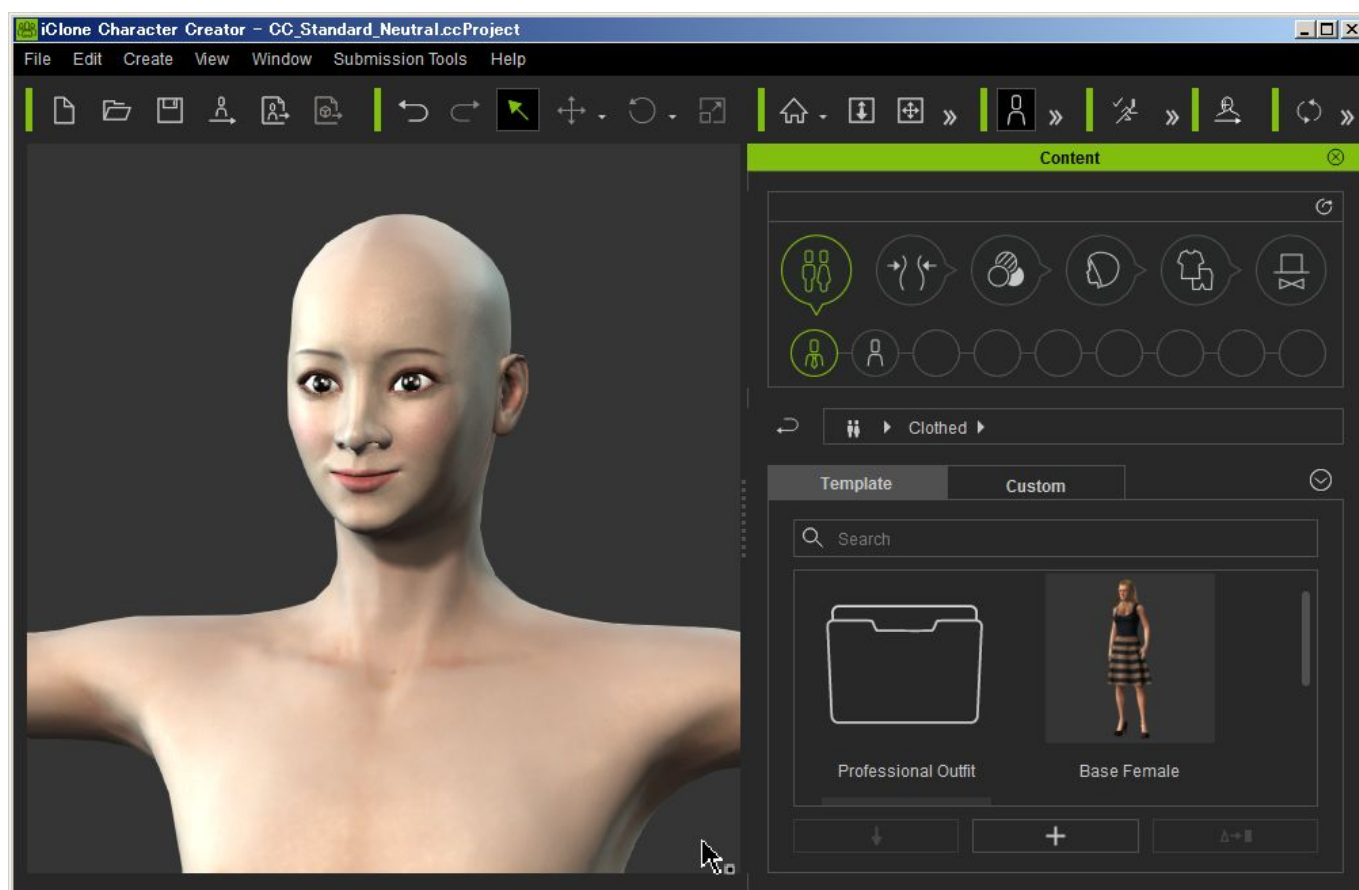 iClone Character Creator - CC_Standard_Neutral.ccProject
File Edit Create View Window Submission Tools Help
Content
Clothed
Template Custom
Search
Professional Outfit Base Female